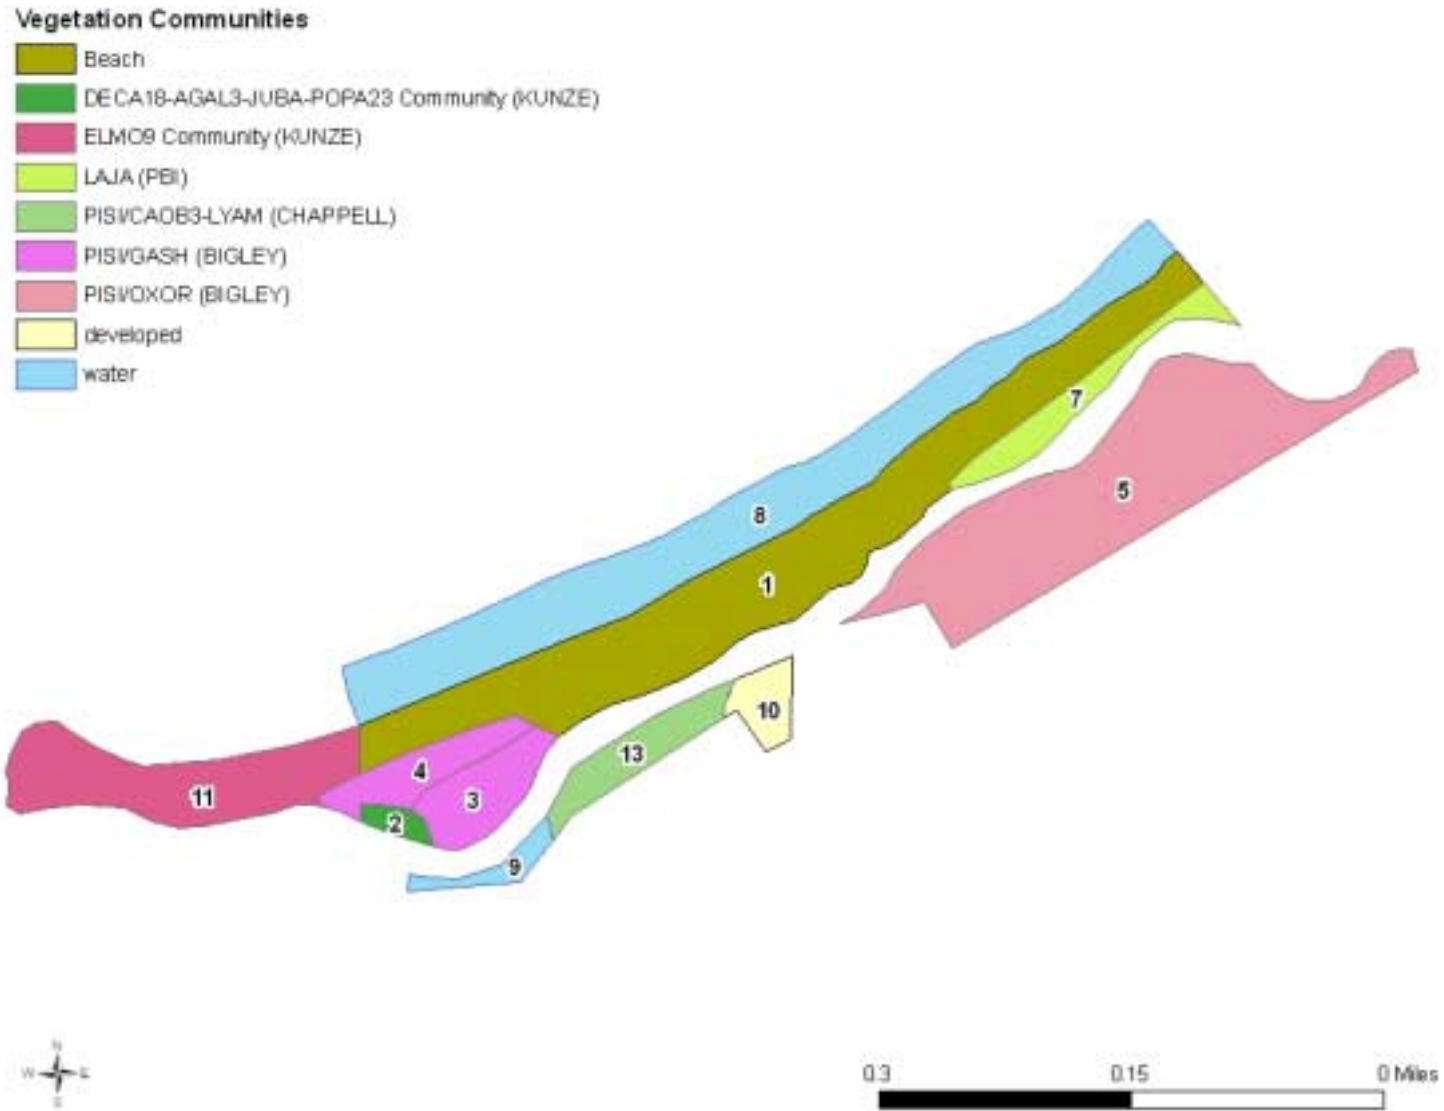 Vegetation Communities
Beach
DECA18-AGAL3-JUBA-POPA23 Community (KUNZE)
ELMO9 Community (KUNZE)
LAJA (PBI)
PISI/CAOB3-LYAM (CHAPPELL)
PISI/GASH (BIGLEY)
PISI/OXOR (BIGLEY)
developed
water
7
5
8
1
10
13
4
3
11
2
9
N
W E
S
0.3 0.15 0 Miles